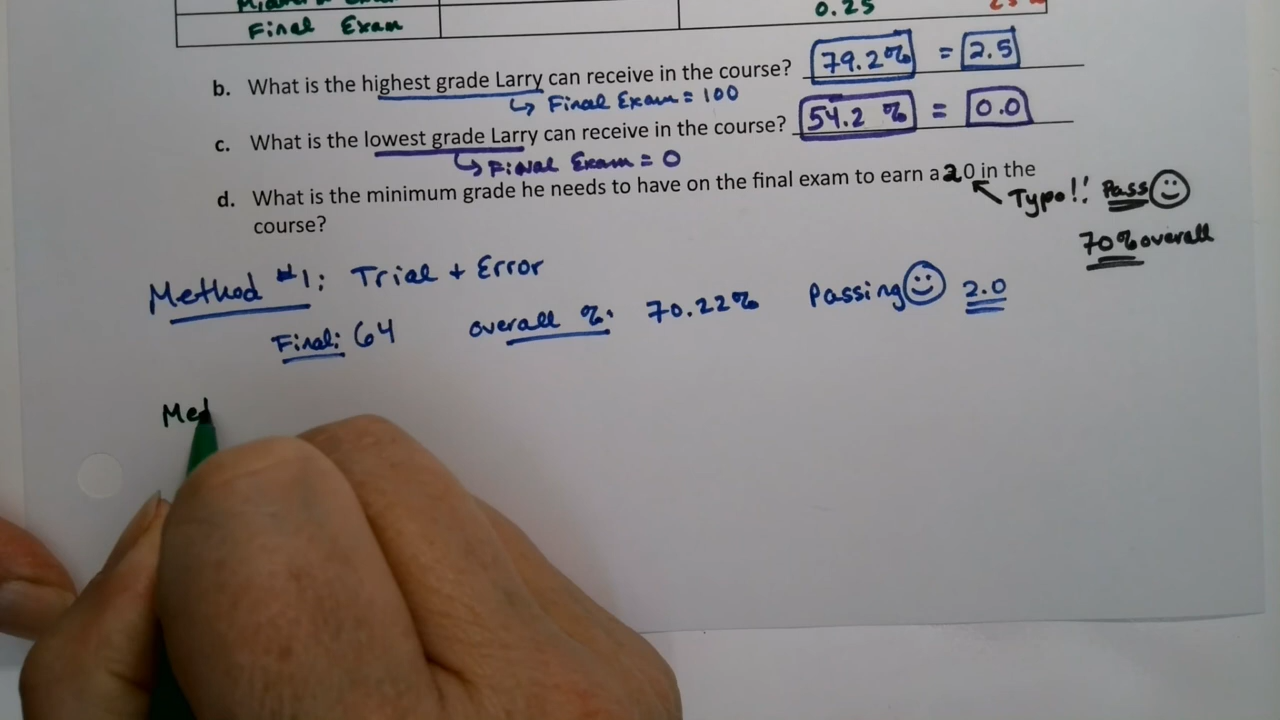 Final Exam
0.25
b. What is the highest grade Larry can receive in the course? 79.2% = 2.5
↳ Final Exam = 100
c. What is the lowest grade Larry can receive in the course? 54.2 % = 0.0
↳ Final Exam = 0
d. What is the minimum grade he needs to have on the final exam to earn a 2.0 in the
course?
Typo!! Pass
70% overall
Method #1: Trial + Error
Final: 64 overall %: 70.22% Passing 2.0
Met